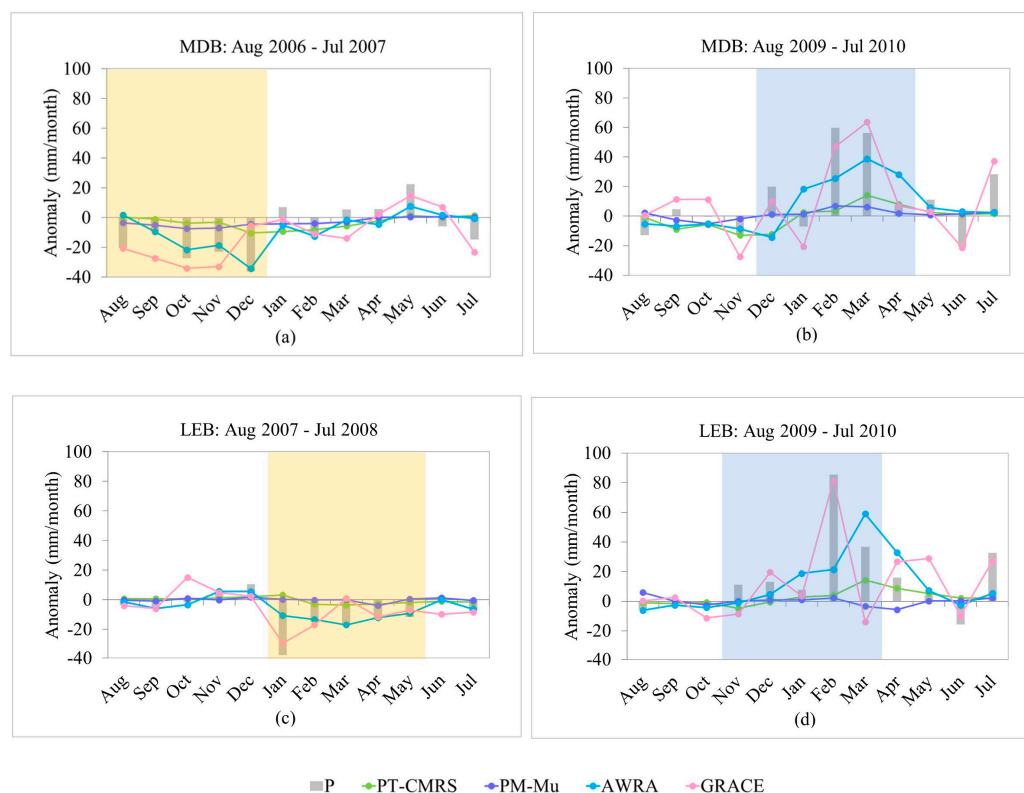 MDB: Aug 2006 - Jul 2007
Anomaly (mm/month)
100
80
60
40
20
0
-20
-40
Aug Sep Oct Nov Dec Jan Feb Mar Apr May Jun Jul
(a)
MDB: Aug 2009 - Jul 2010
Anomaly (mm/month)
100
80
60
40
20
0
-20
-40
Aug Sep Oct Nov Dec Jan Feb Mar Apr May Jun Jul
(b)
LEB: Aug 2007 - Jul 2008
Anomaly (mm/month)
100
80
60
40
20
0
-20
-40
Aug Sep Oct Nov Dec Jan Feb Mar Apr May Jun Jul
(c)
LEB: Aug 2009 - Jul 2010
Anomaly (mm/month)
100
80
60
40
20
0
-20
-40
Aug Sep Oct Nov Dec Jan Feb Mar Apr May Jun Jul
(d)
P PT-CMRS PM-Mu AWRA GRACE